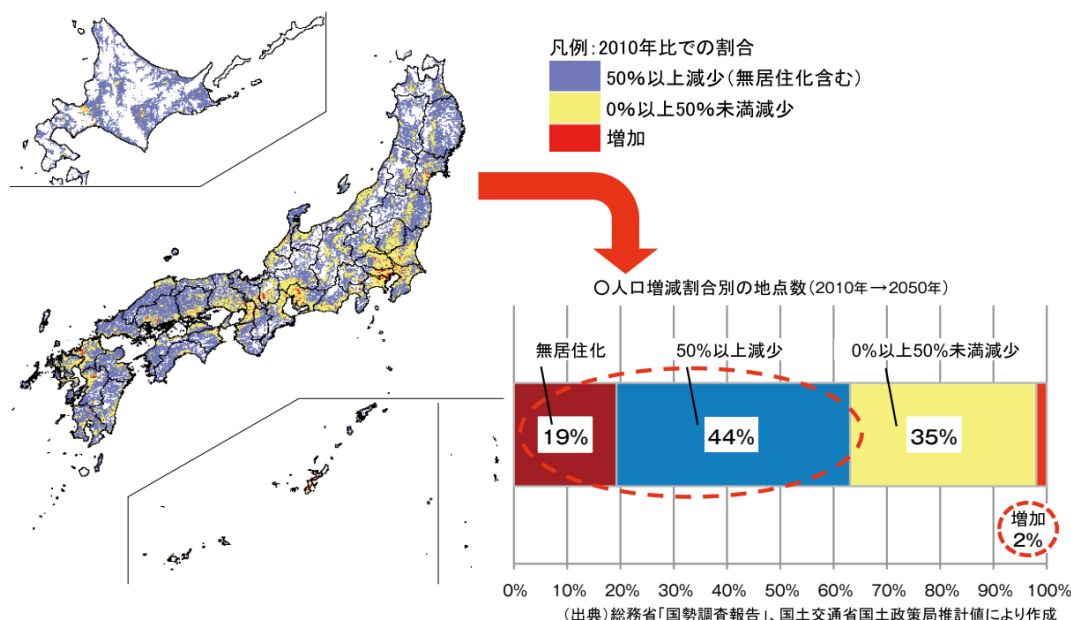 凡例：2010年比での割合
50%以上減少（無居住化含む）
0%以上50%未満減少
増加
〇人口増減割合別の地点数（2010年→2050年）
無居住化
50%以上減少
0%以上50%未満減少
19%
44%
35%
増加
2%
0% 10% 20% 30% 40% 50% 60% 70% 80% 90% 100%
（出典）総務省「国勢調査報告」、国土交通省国土政策局推計値により作成